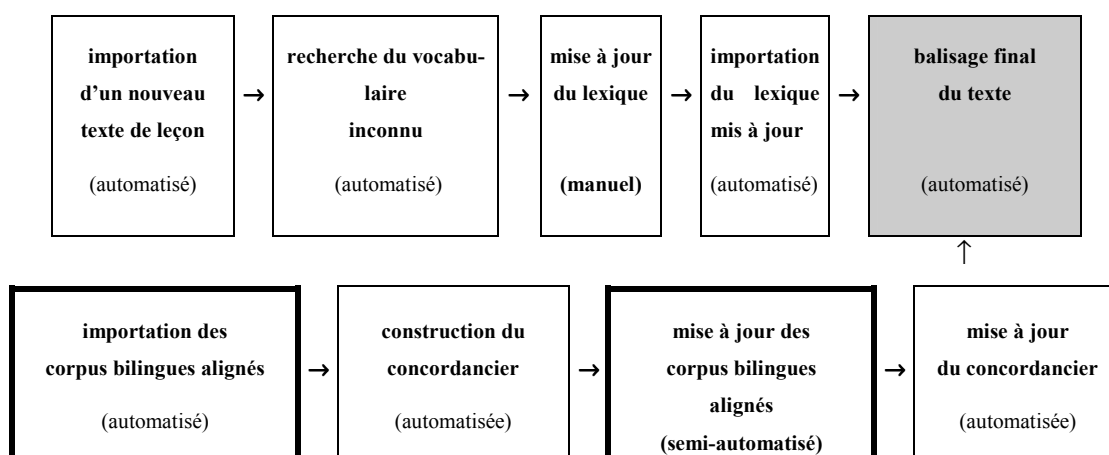 importation
d'un nouveau
texte de leçon
(automatisé)
→
recherche du vocabu-
laire
inconnu
(automatisé)
→
mise à jour
du lexique
(manuel)
→
importation
du lexique
mis à jour
(automatisé)
→
balisage final
du texte
(automatisé)
↑
importation des
corpus bilingues alignés
(automatisé)
→
construction du
concordancier
(automatisée)
→
mise à jour des
corpus bilingues
alignés
(semi-automatisé)
→
mise à jour
du concordancier
(automatisée)